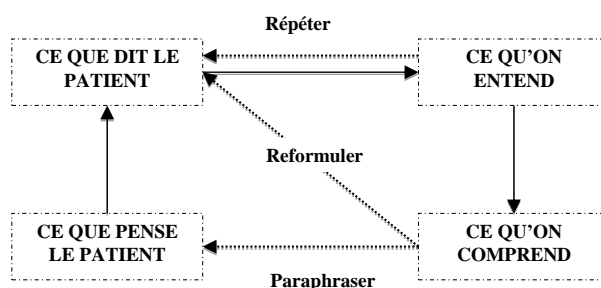 Répéter
CE QUE DIT LE
PATIENT
CE QU’ON
ENTEND
Reformuler
CE QUE PENSE
LE PATIENT
CE QU’ON
COMPREND
Paraphraser